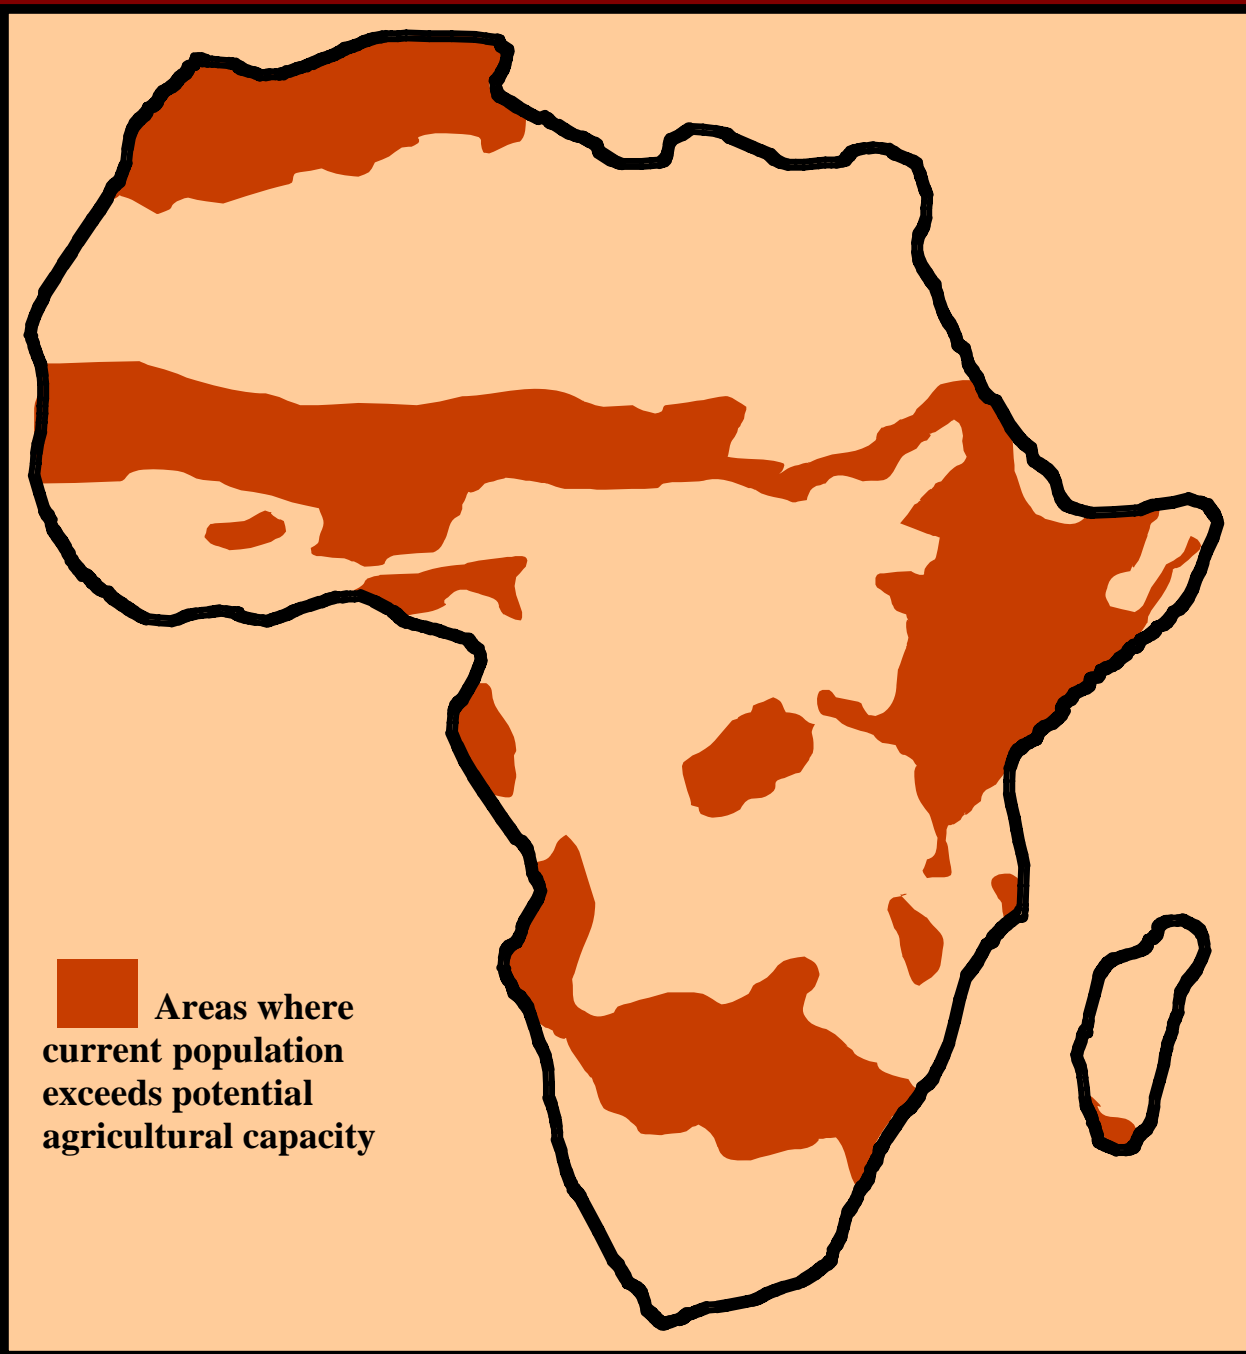 Areas where
current population
exceeds potential
agricultural capacity